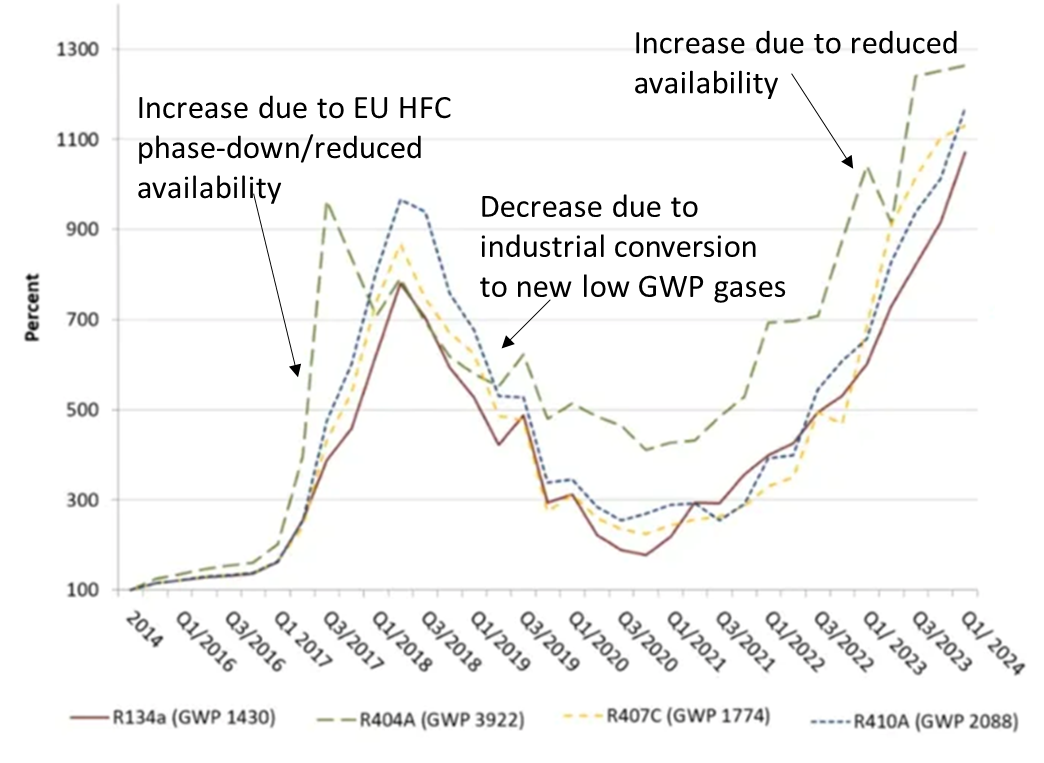 1300
1100
900
700
500
300
100
Percent
Increase due to EU HFC
phase-down/reduced
availability
Decrease due to
industrial conversion
to new low GWP gases
Increase due to reduced
availability
2014
Q1/2016
Q3/2016
Q1 2017
Q3/2017
Q1/2018
Q3/2018
Q1/2019
Q3/2019
Q1/2020
Q3/2020
Q1/2021
Q3/2021
Q1/2022
Q3/2022
Q1/ 2023
Q3/2023
Q1/ 2024
R134a (GWP 1430)
R404A (GWP 3922)
R407C (GWP 1774)
R410A (GWP 2088)